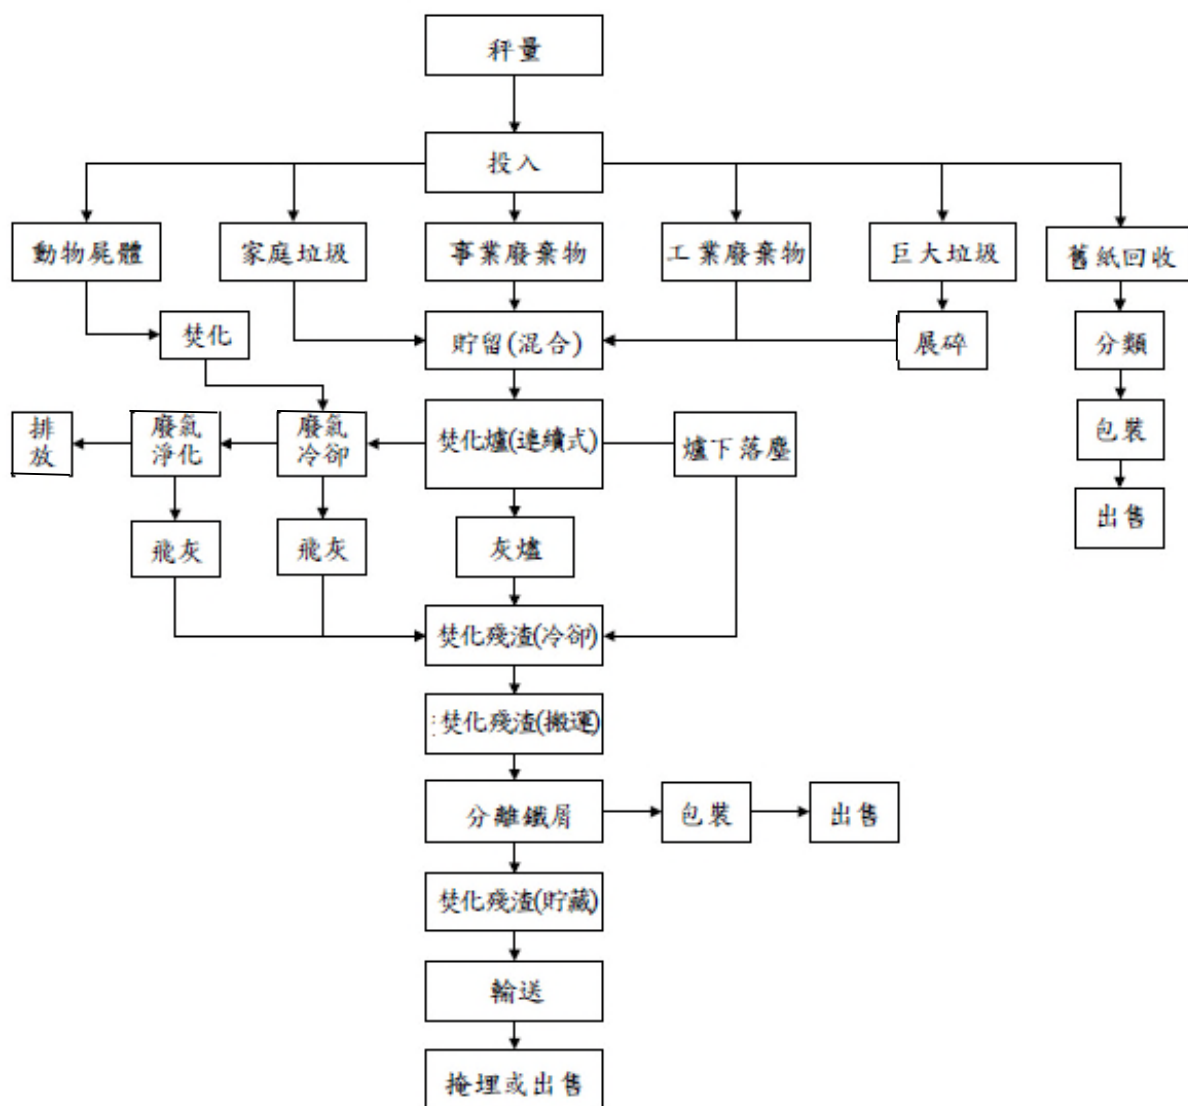 秤量
投入
動物屍體
家庭垃圾
事業廢棄物
工業廢棄物
巨大垃圾
舊紙回收
焚化
貯留(混合)
展碎
分類
排
放
廢氣
淨化
廢氣
冷卻
焚化爐(連續式)
爐下落塵
包裝
飛灰
飛灰
灰爐
出售
焚化殘渣(冷卻)
焚化殘渣(搬運)
分離鐵屑
包裝
出售
焚化殘渣(貯藏)
輸送
掩埋或出售